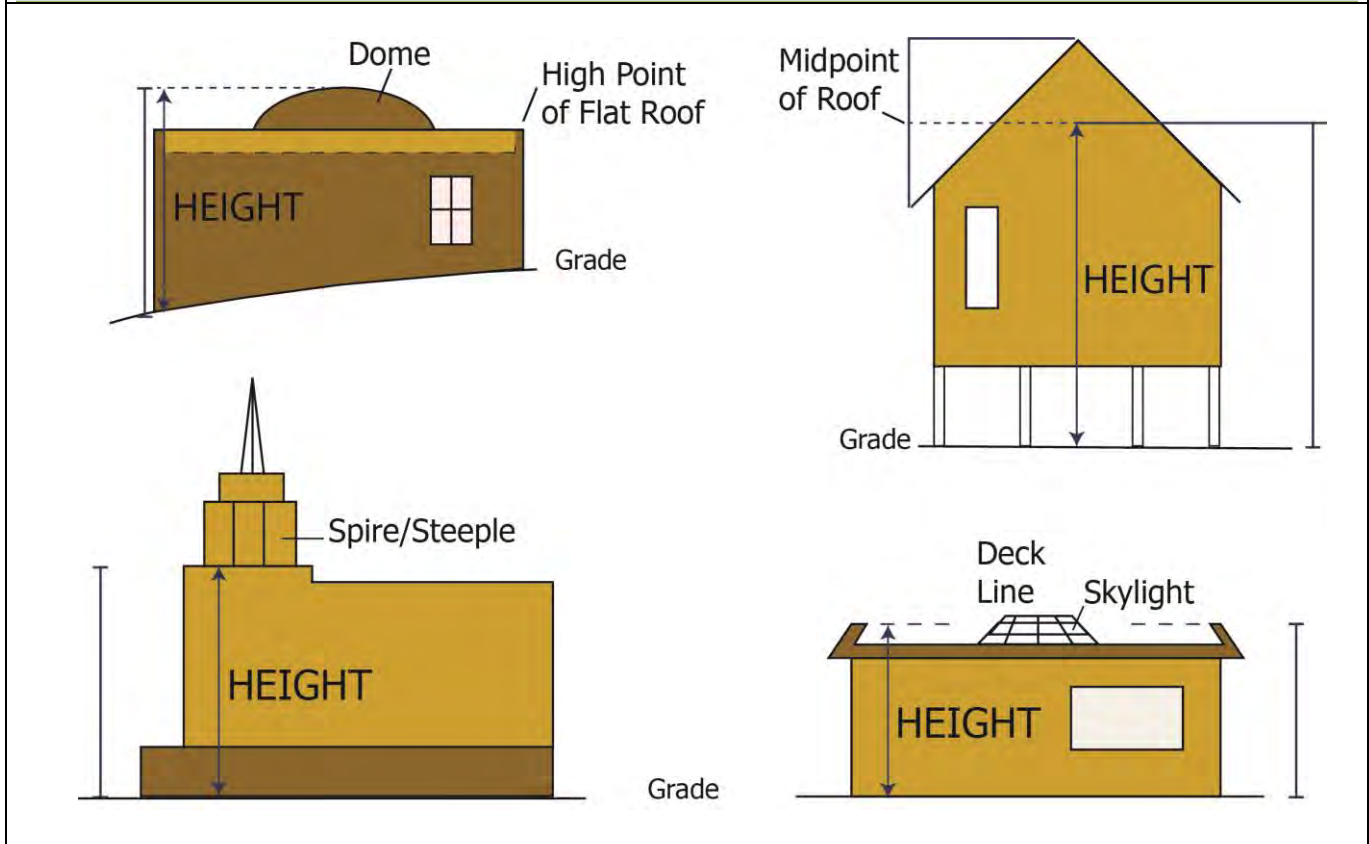 Dome
High Point
of Flat Roof
HEIGHT
Grade
Midpoint
of Roof
HEIGHT
Grade
Spire/Steeple
HEIGHT
Grade
Deck
Line
Skylight
HEIGHT